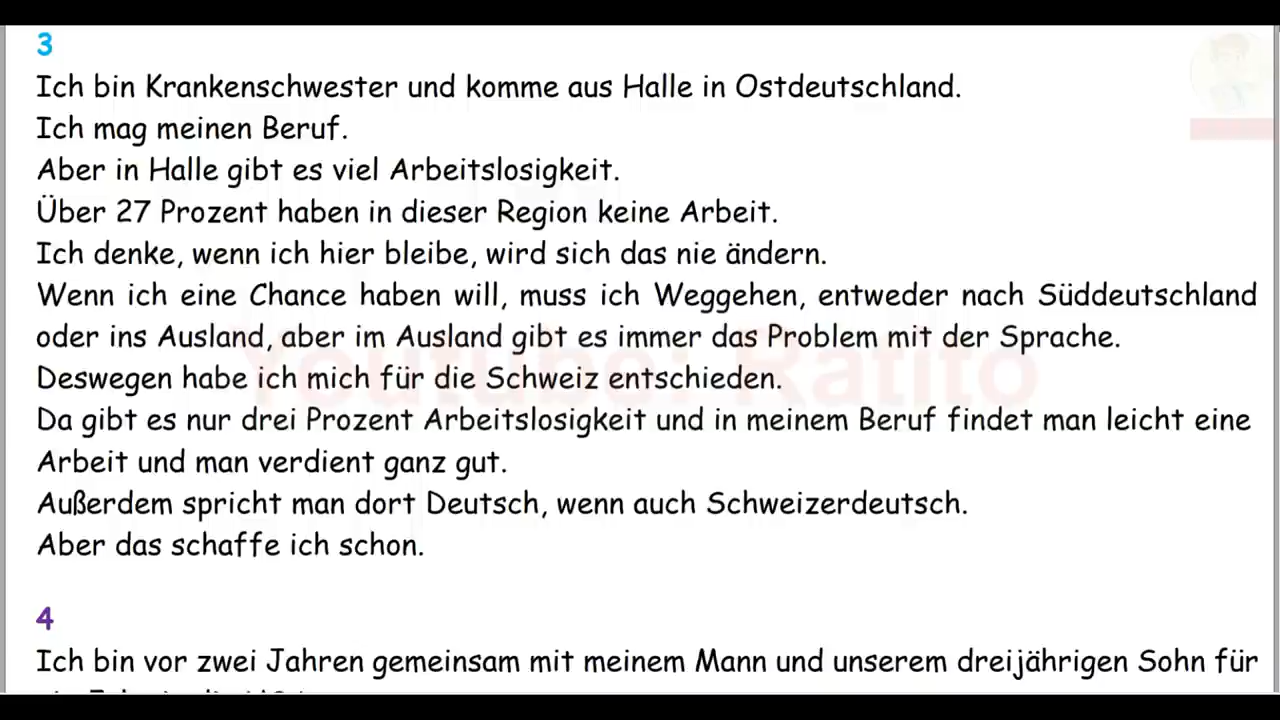 3
Ich bin Krankenschwester und komme aus Halle in Ostdeutschland.
Ich mag meinen Beruf.
Aber in Halle gibt es viel Arbeitslosigkeit.
Über 27 Prozent haben in dieser Region keine Arbeit.
Ich denke, wenn ich hier bleibe, wird sich das nie ändern.
Wenn ich eine Chance haben will, muss ich Weggehen, entweder nach Süddeutschland
oder ins Ausland, aber im Ausland gibt es immer das Problem mit der Sprache.
Youtube: Ratito
Deswegen habe ich mich für die Schweiz entschieden.
Da gibt es nur drei Prozent Arbeitslosigkeit und in meinem Beruf findet man leicht eine
Arbeit und man verdient ganz gut.
Außerdem spricht man dort Deutsch, wenn auch Schweizerdeutsch.
Aber das schaffe ich schon.
4
Ich bin vor zwei Jahren gemeinsam mit meinem Mann und unserem dreijährigen Sohn für